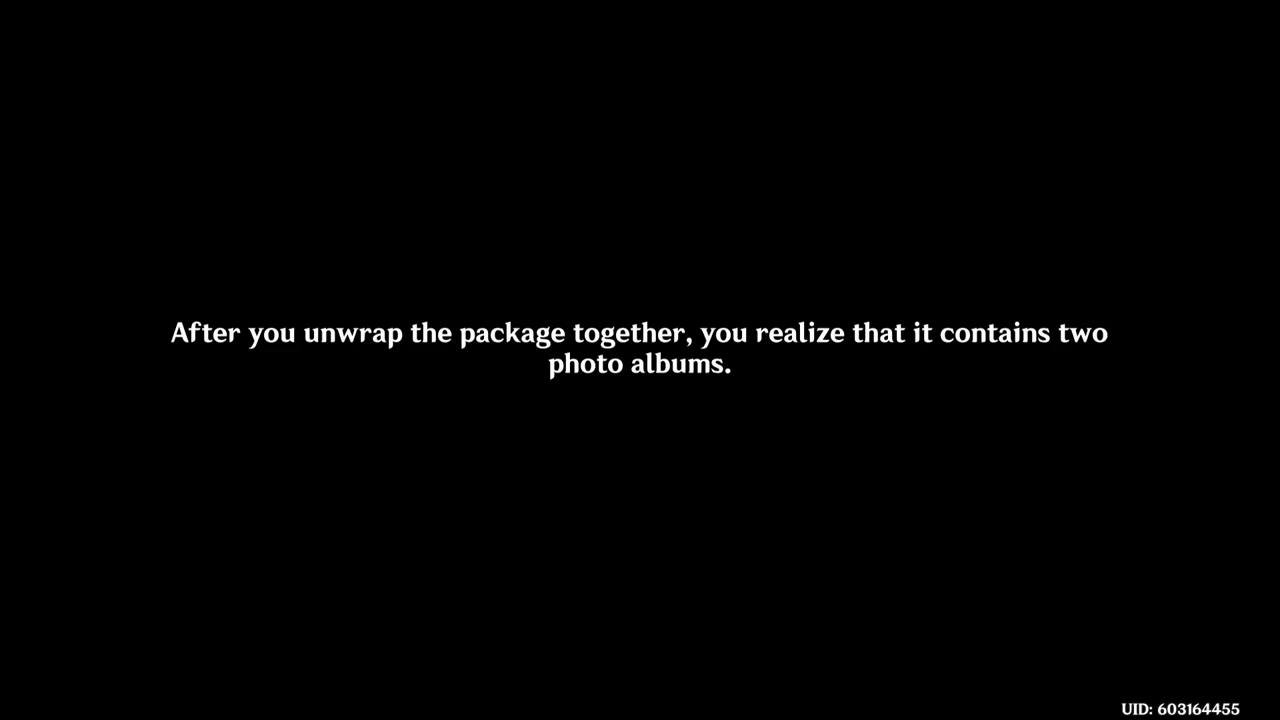 After you unwrap the package together, you realize that it contains two
photo albums.
UID: 603164455